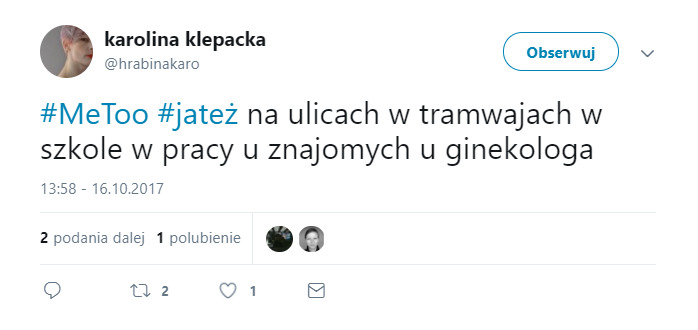 karolina klepacka
@hrabinakaro
Obserwuj
#MeToo #jateż na ulicach w tramwajach w
szkole w pracy u znajomych u ginekologa
13:58 - 16.10.2017
2 podania dalej 1 polubienie
2 1